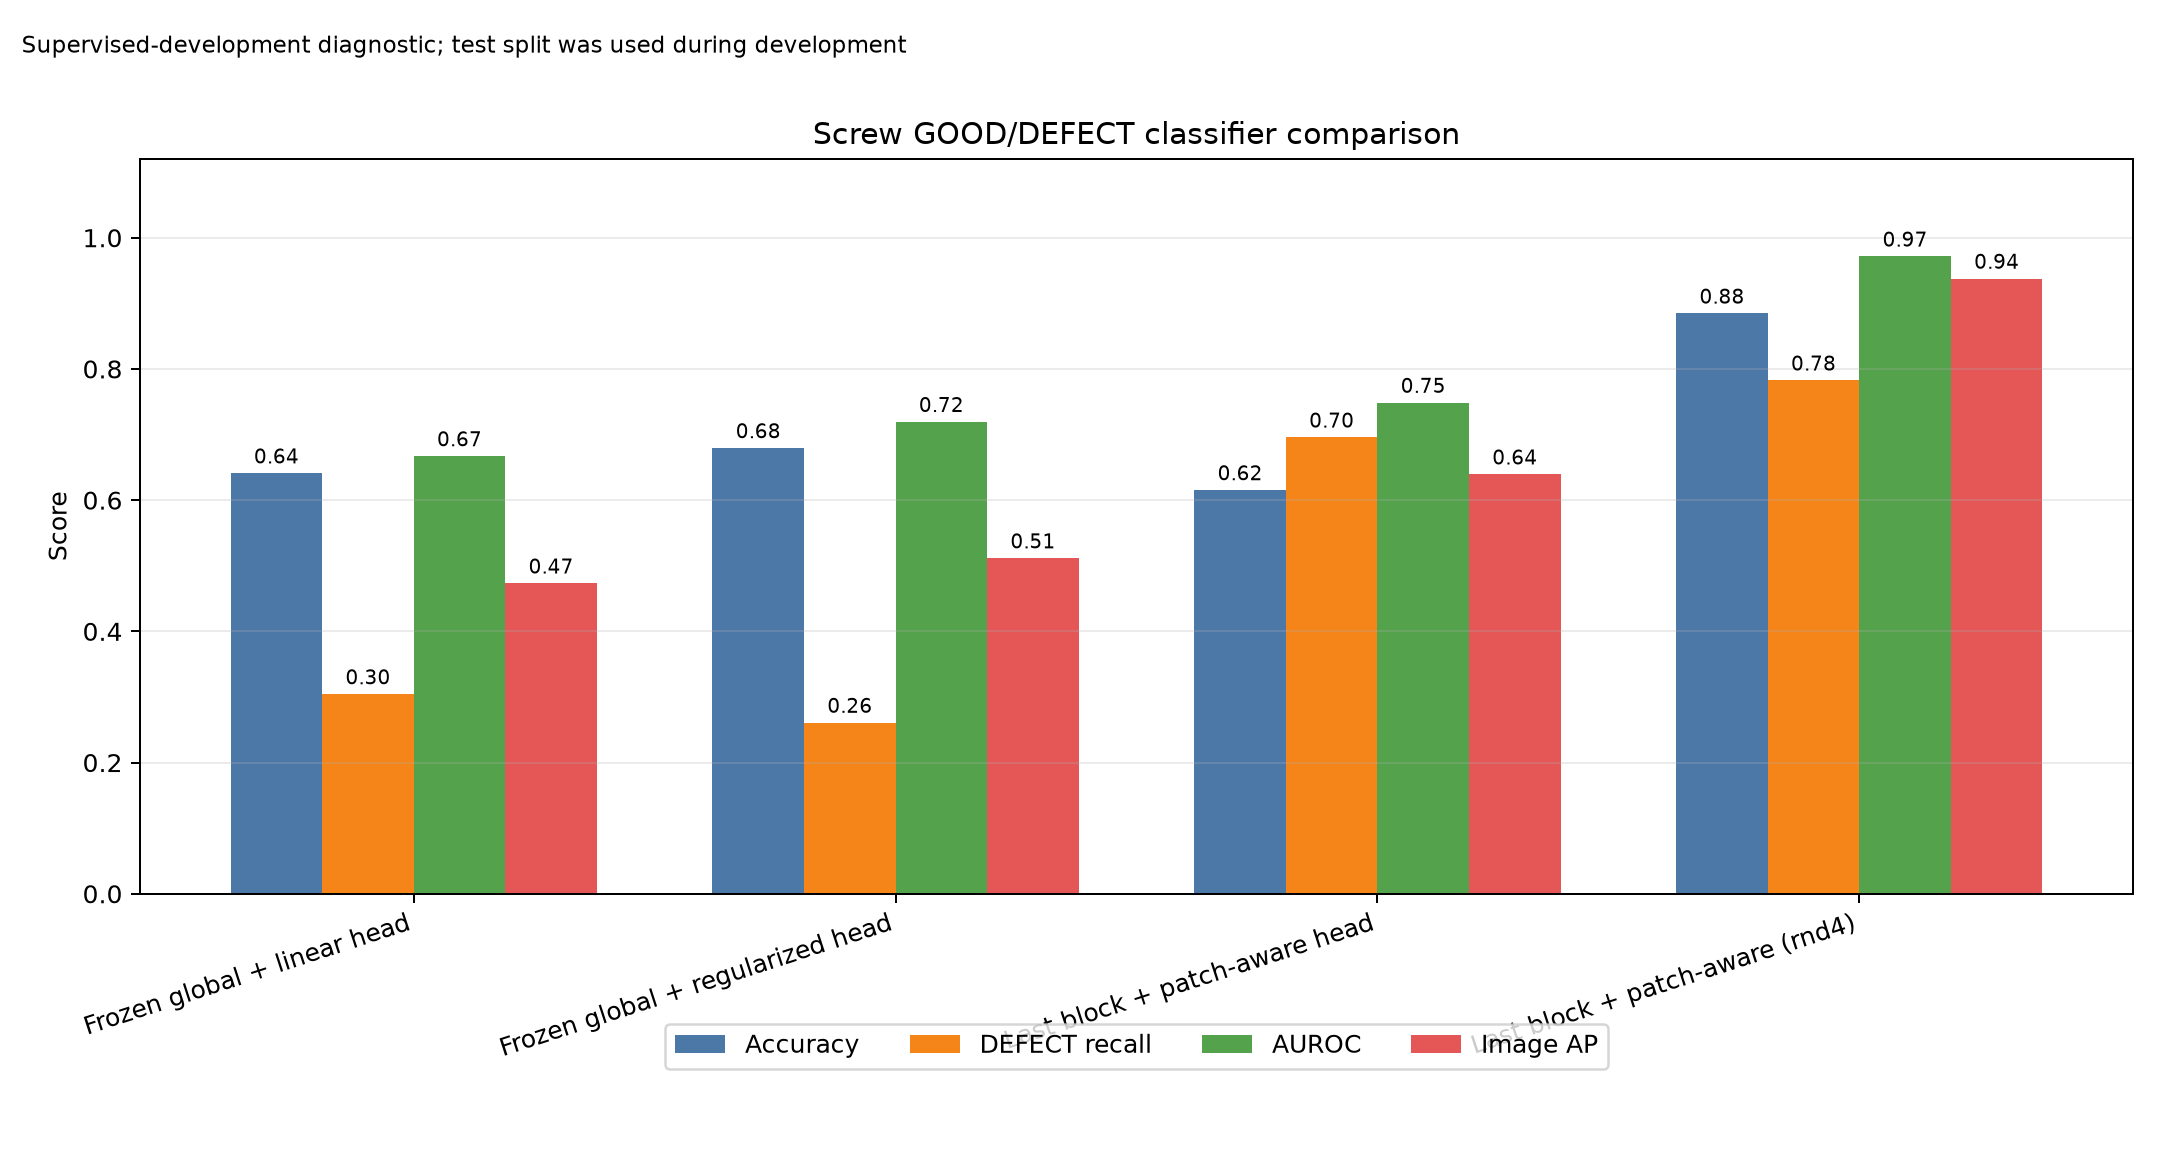 Supervised-development diagnostic; test split was used during development
Screw GOOD/DEFECT classifier comparison
Score
1.0
0.8
0.6
0.4
0.2
0.0
0.64
0.30
0.67
0.47
0.68
0.26
0.72
0.51
0.62
0.70
0.75
0.64
0.88
0.78
0.97
0.94
Frozen global + linear head
Frozen global + regularized head
Last block + patch-aware head
Last block + patch-aware (rnd4)
Accuracy
DEFECT recall
AUROC
Image AP